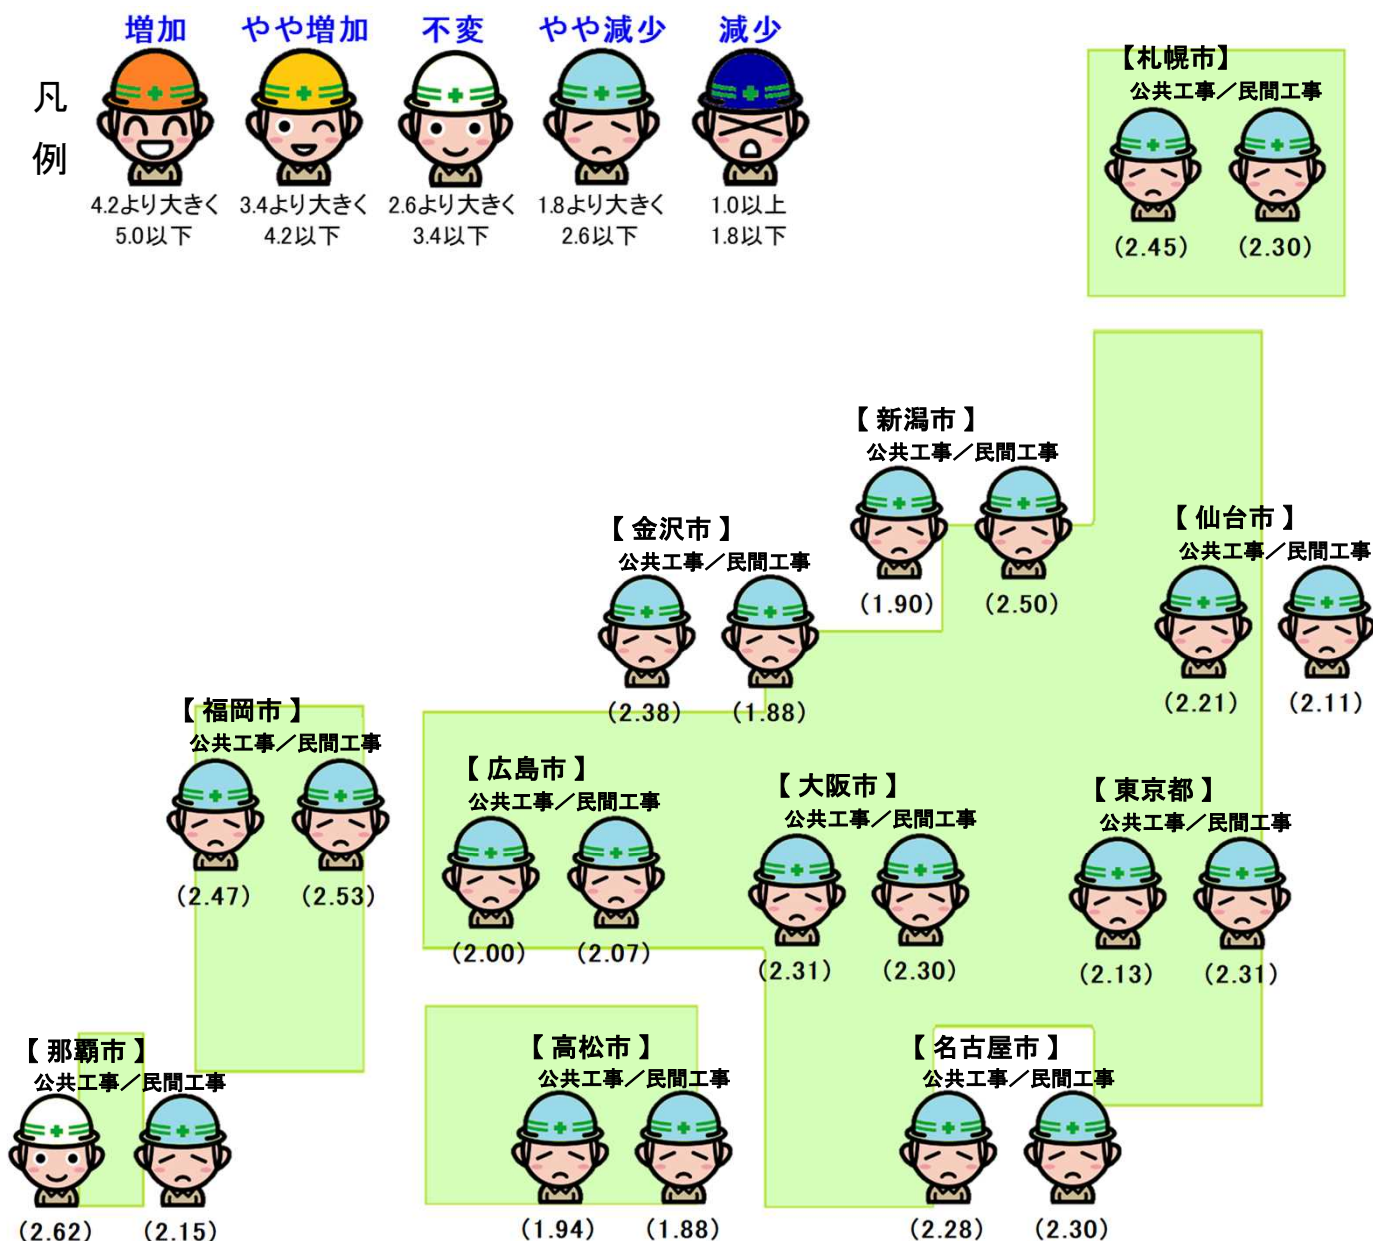 増加 やや増加 不変 やや減少 減少
凡例
4.2より大きく 3.4より大きく 2.6より大きく 1.8より大きく 1.0以上
5.0以下 4.2以下 3.4以下 2.6以下 1.8以下
【札幌市】
公共工事／民間工事
(2.45) (2.30)
【 新潟市 】
公共工事／民間工事
(1.90) (2.50)
【 金沢市 】
公共工事／民間工事
(2.38) (1.88)
【 仙台市 】
公共工事／民間工事
(2.21) (2.11)
【 福岡市 】
公共工事／民間工事
(2.47) (2.53)
【 広島市 】
公共工事／民間工事
(2.00) (2.07)
【 大阪市 】
公共工事／民間工事
(2.31) (2.30)
【 東京都 】
公共工事／民間工事
(2.13) (2.31)
【 那覇市 】
公共工事／民間工事
(2.62) (2.15)
【 高松市 】
公共工事／民間工事
(1.94) (1.88)
【 名古屋市 】
公共工事／民間工事
(2.28) (2.30)